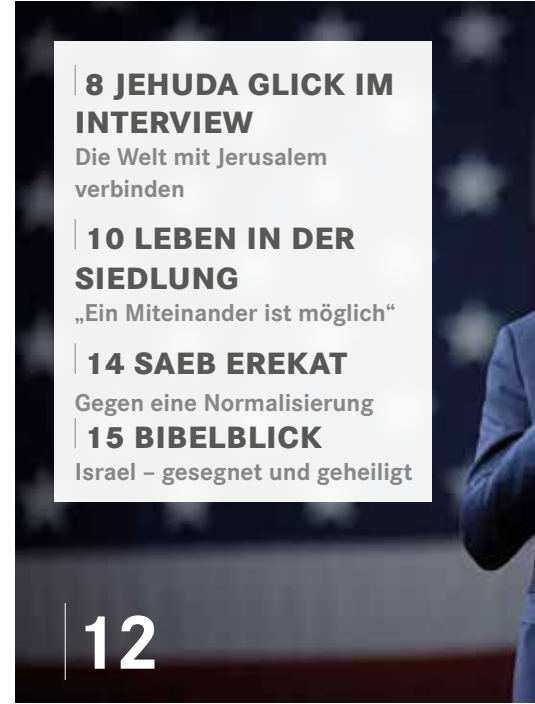 8 JEHUDA GLICK IM
INTERVIEW
Die Welt mit Jerusalem
verbinden
10 LEBEN IN DER
SIEDLUNG
„Ein Miteinander ist möglich“
14 SAEB EREKAT
Gegen eine Normalisierung
15 BIBELBLICK
Israel – gesegnet und geheiligt
12